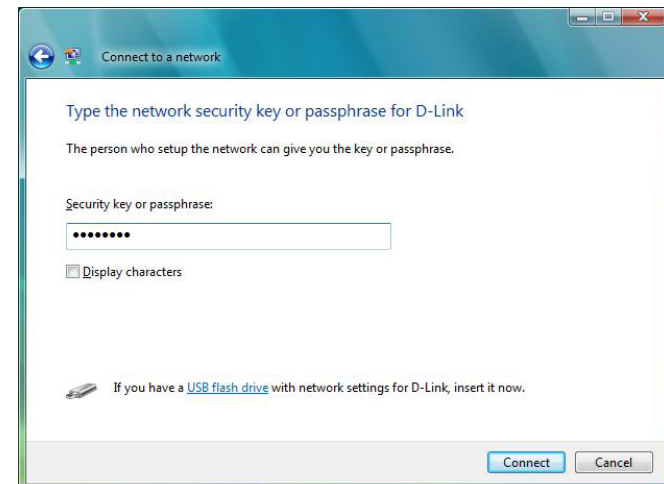 Connect to a network
Type the network security key or passphrase for D-Link
The person who setup the network can give you the key or passphrase.
Security key or passphrase:
••••••••
Display characters
If you have a USB flash drive with network settings for D-Link, insert it now.
Connect Cancel